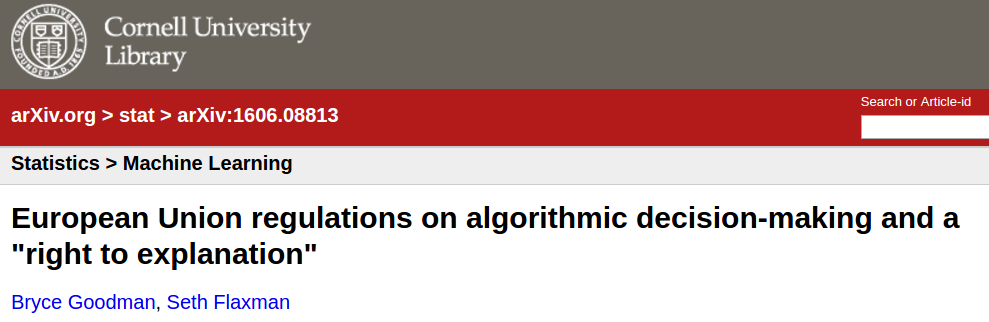 CORNELL UNIVERSITY
FOUNDED A.D. 1865
Cornell University
Library
arXiv.org > stat > arXiv:1606.08813
Search or Article-id
Statistics > Machine Learning
European Union regulations on algorithmic decision-making and a
"right to explanation"
Bryce Goodman, Seth Flaxman